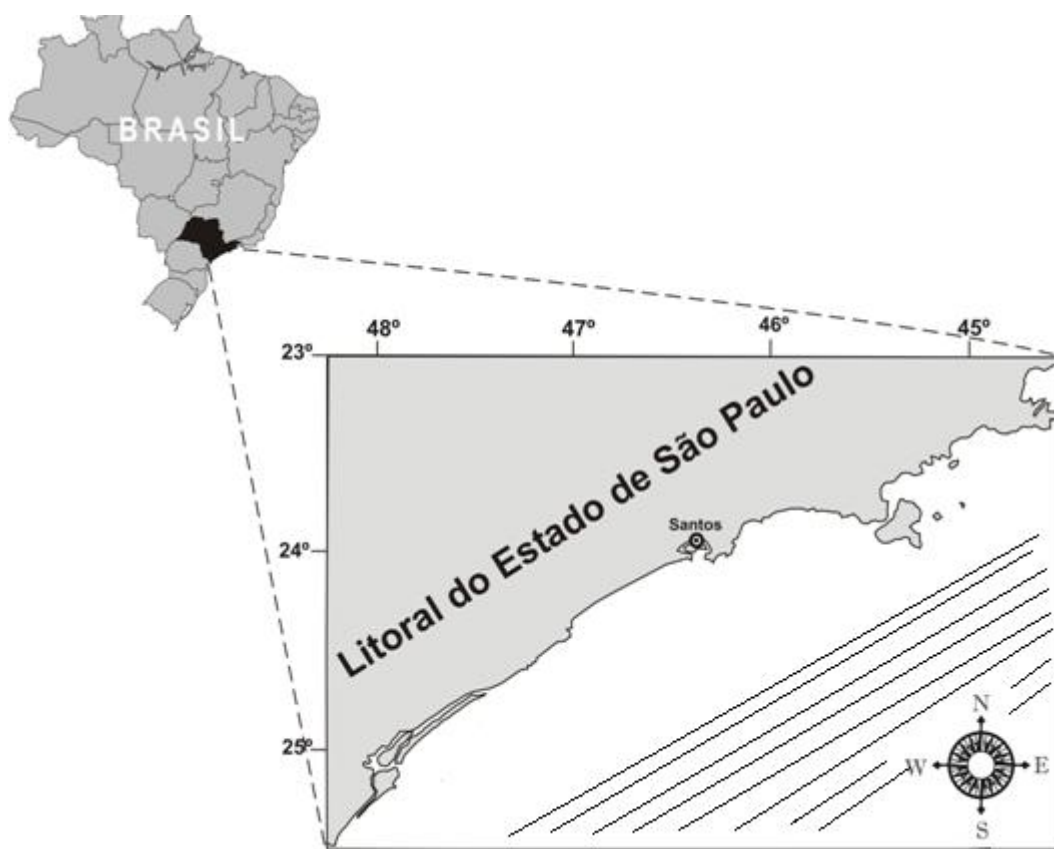 BRASIL
48º 47º 46º 45º
23º
Litoral do Estado de São Paulo
Santos
24º
25º
N
W E
S